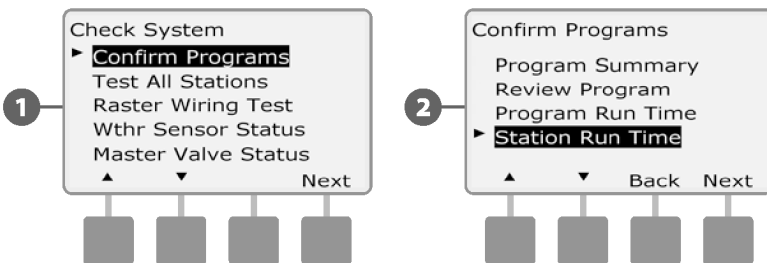 1
Check System
Confirm Programs
Test All Stations
Raster Wiring Test
Wthr Sensor Status
Master Valve Status
Next
2
Confirm Programs
Program Summary
Review Program
Program Run Time
Station Run Time
Back Next